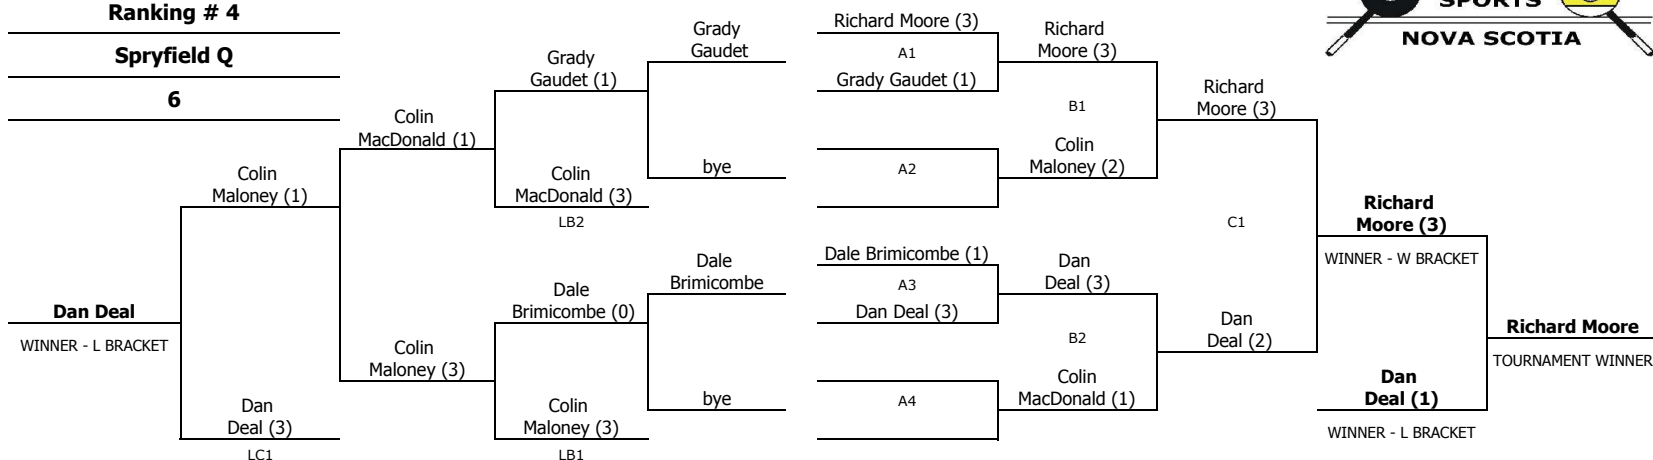 Ranking # 4
Spryfield Q
6
SPORTS
NOVA SCOTIA
Dan Deal
WINNER - L BRACKET
Colin
Maloney (1)
Dan
Deal (3)
LC1
Colin
MacDonald (1)
Colin
Maloney (3)
Grady
Gaudet (1)
Colin
MacDonald (3)
LB2
Dale
Brimicombe (0)
Colin
Maloney (3)
LB1
Grady
Gaudet
bye
Dale
Brimicombe
bye
Richard Moore (3)
A1
Grady Gaudet (1)
A2
Dale Brimicombe (1)
A3
Dan Deal (3)
A4
Richard
Moore (3)
B1
Colin
Maloney (2)
Dan
Deal (3)
B2
Colin
MacDonald (1)
Richard
Moore (3)
C1
Dan
Deal (2)
Richard
Moore (3)
WINNER - W BRACKET
Dan
Deal (1)
WINNER - L BRACKET
Richard Moore
TOURNAMENT WINNER